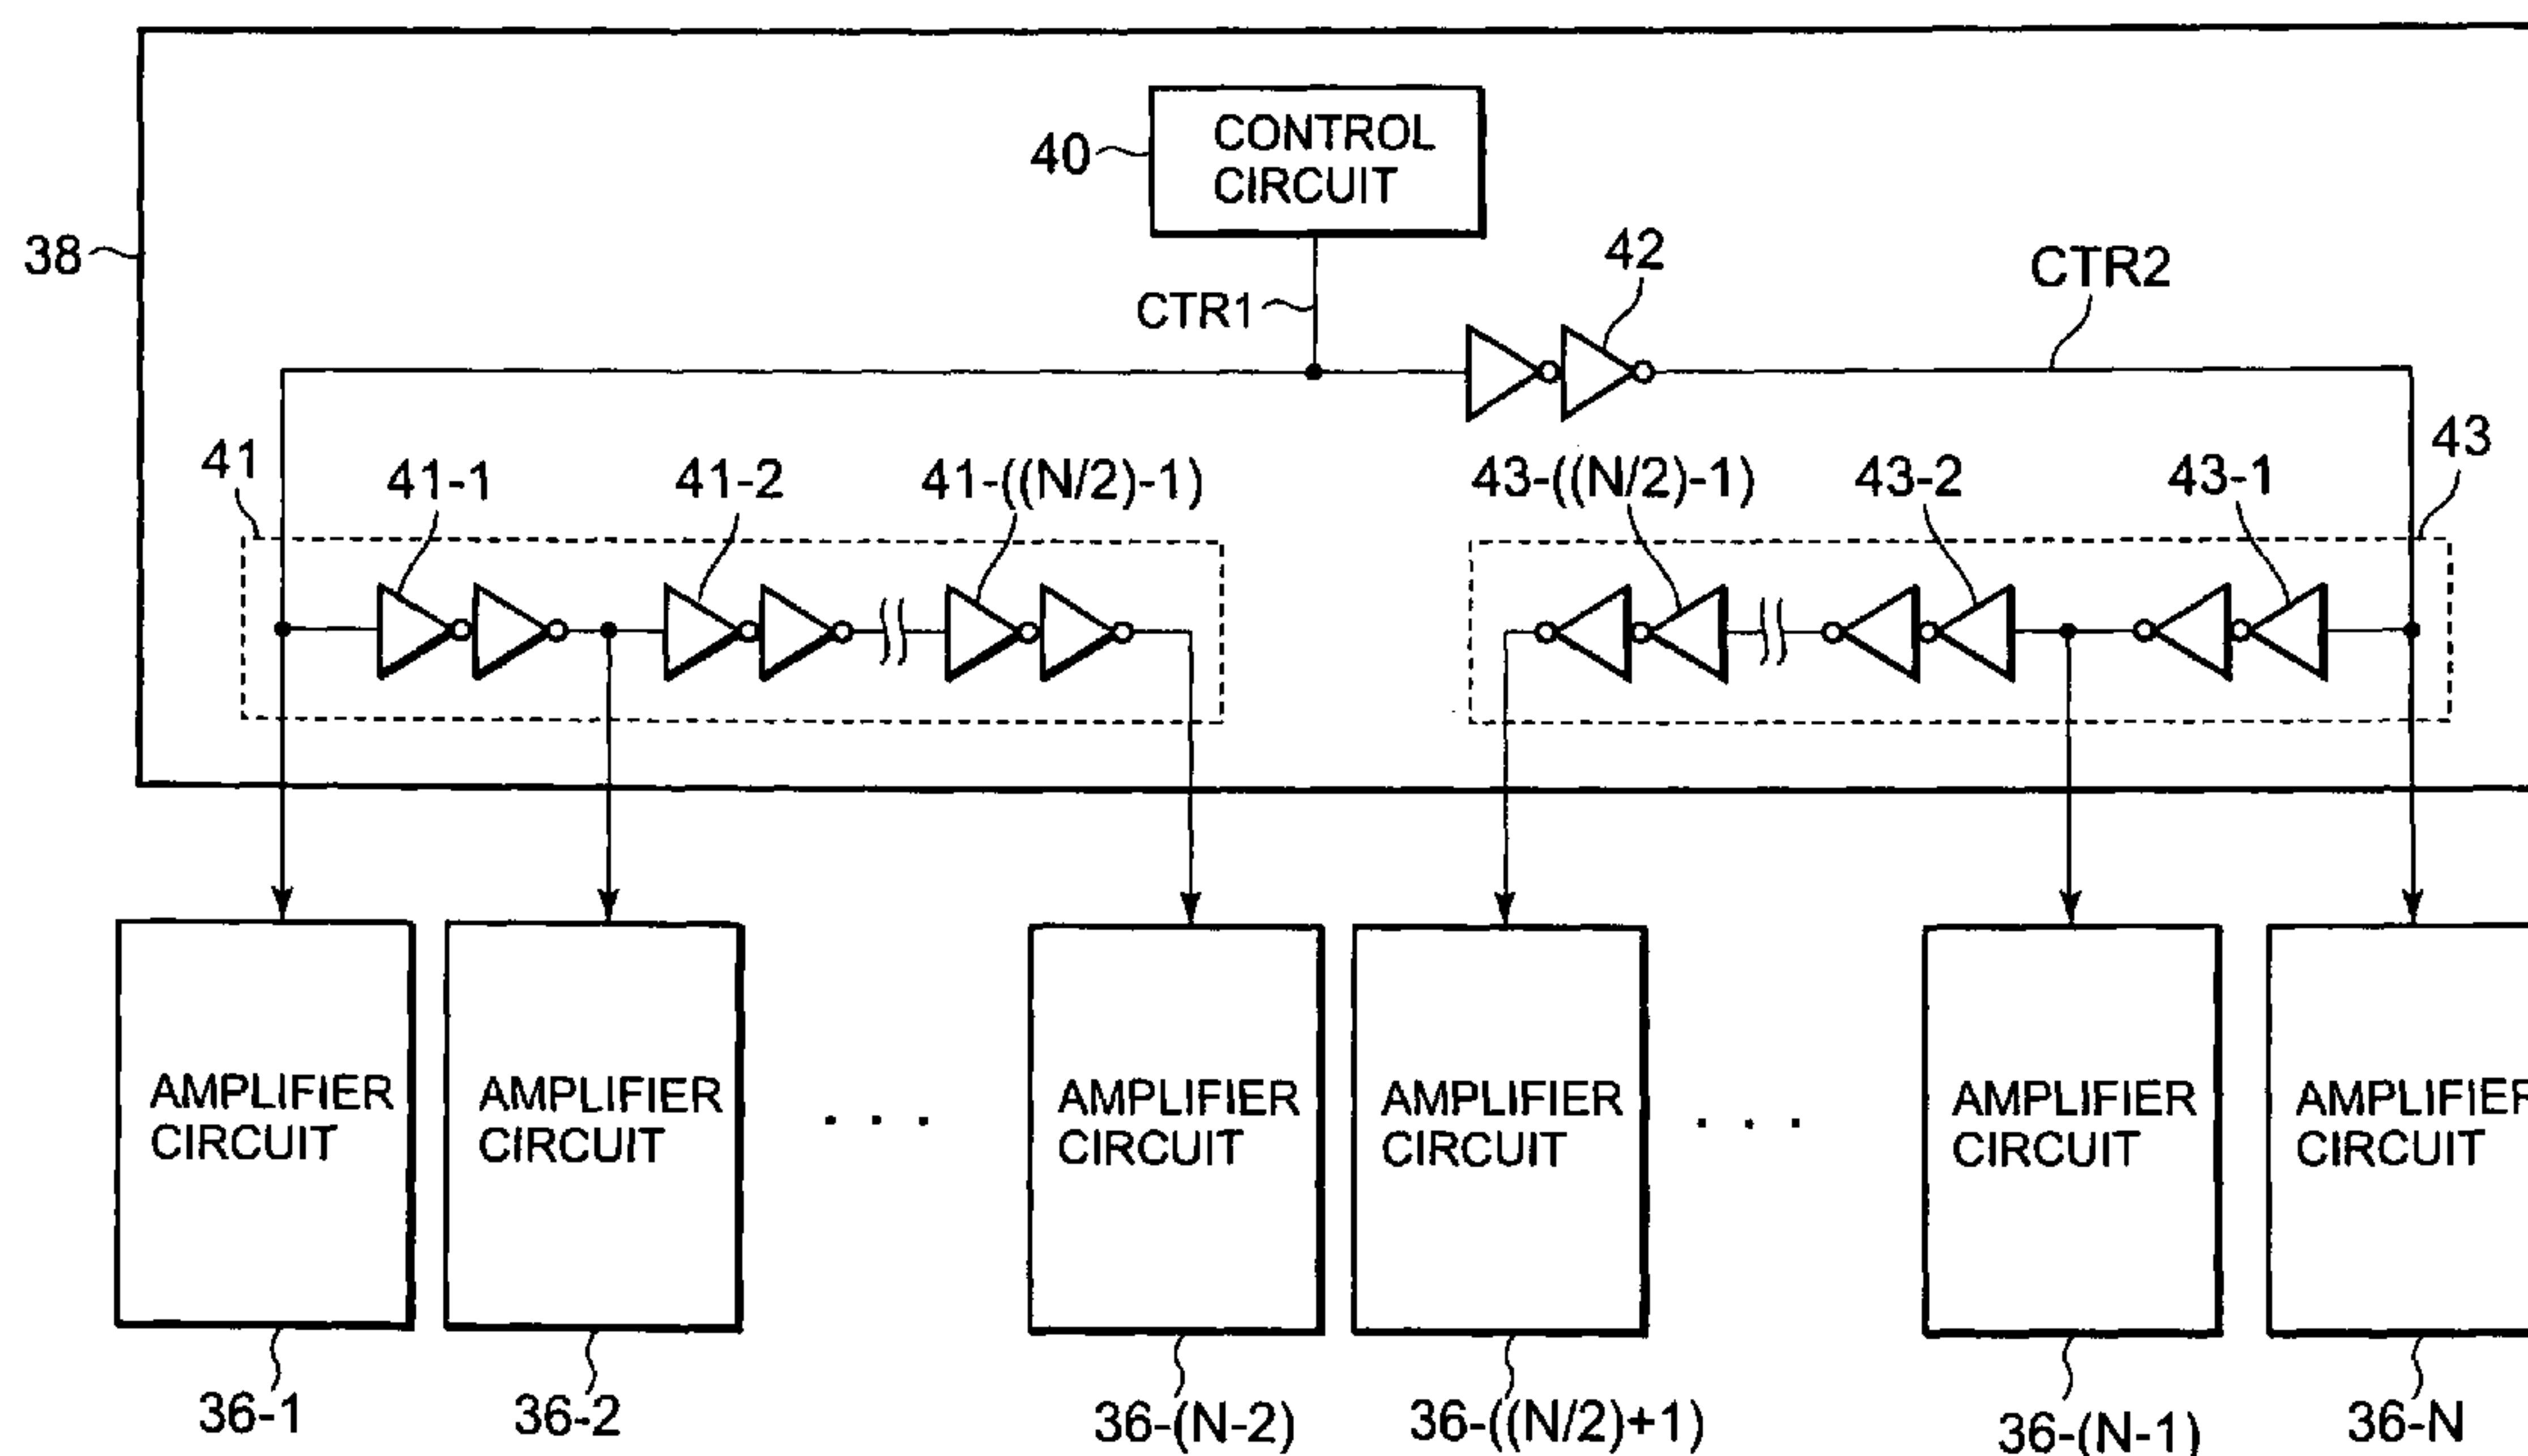 CONTROL
CIRCUIT
40
38
CTR1
42
CTR2
41
41-1
41-2
41-((N/2)-1)
43-((N/2)-1)
43-2
43-1
43
AMPLIFIER
CIRCUIT
AMPLIFIER
CIRCUIT
. . .
AMPLIFIER
CIRCUIT
AMPLIFIER
CIRCUIT
. . .
AMPLIFIER
CIRCUIT
AMPLIFIER
CIRCUIT
36-1
36-2
36-(N-2)
36-((N/2)+1)
36-(N-1)
36-N